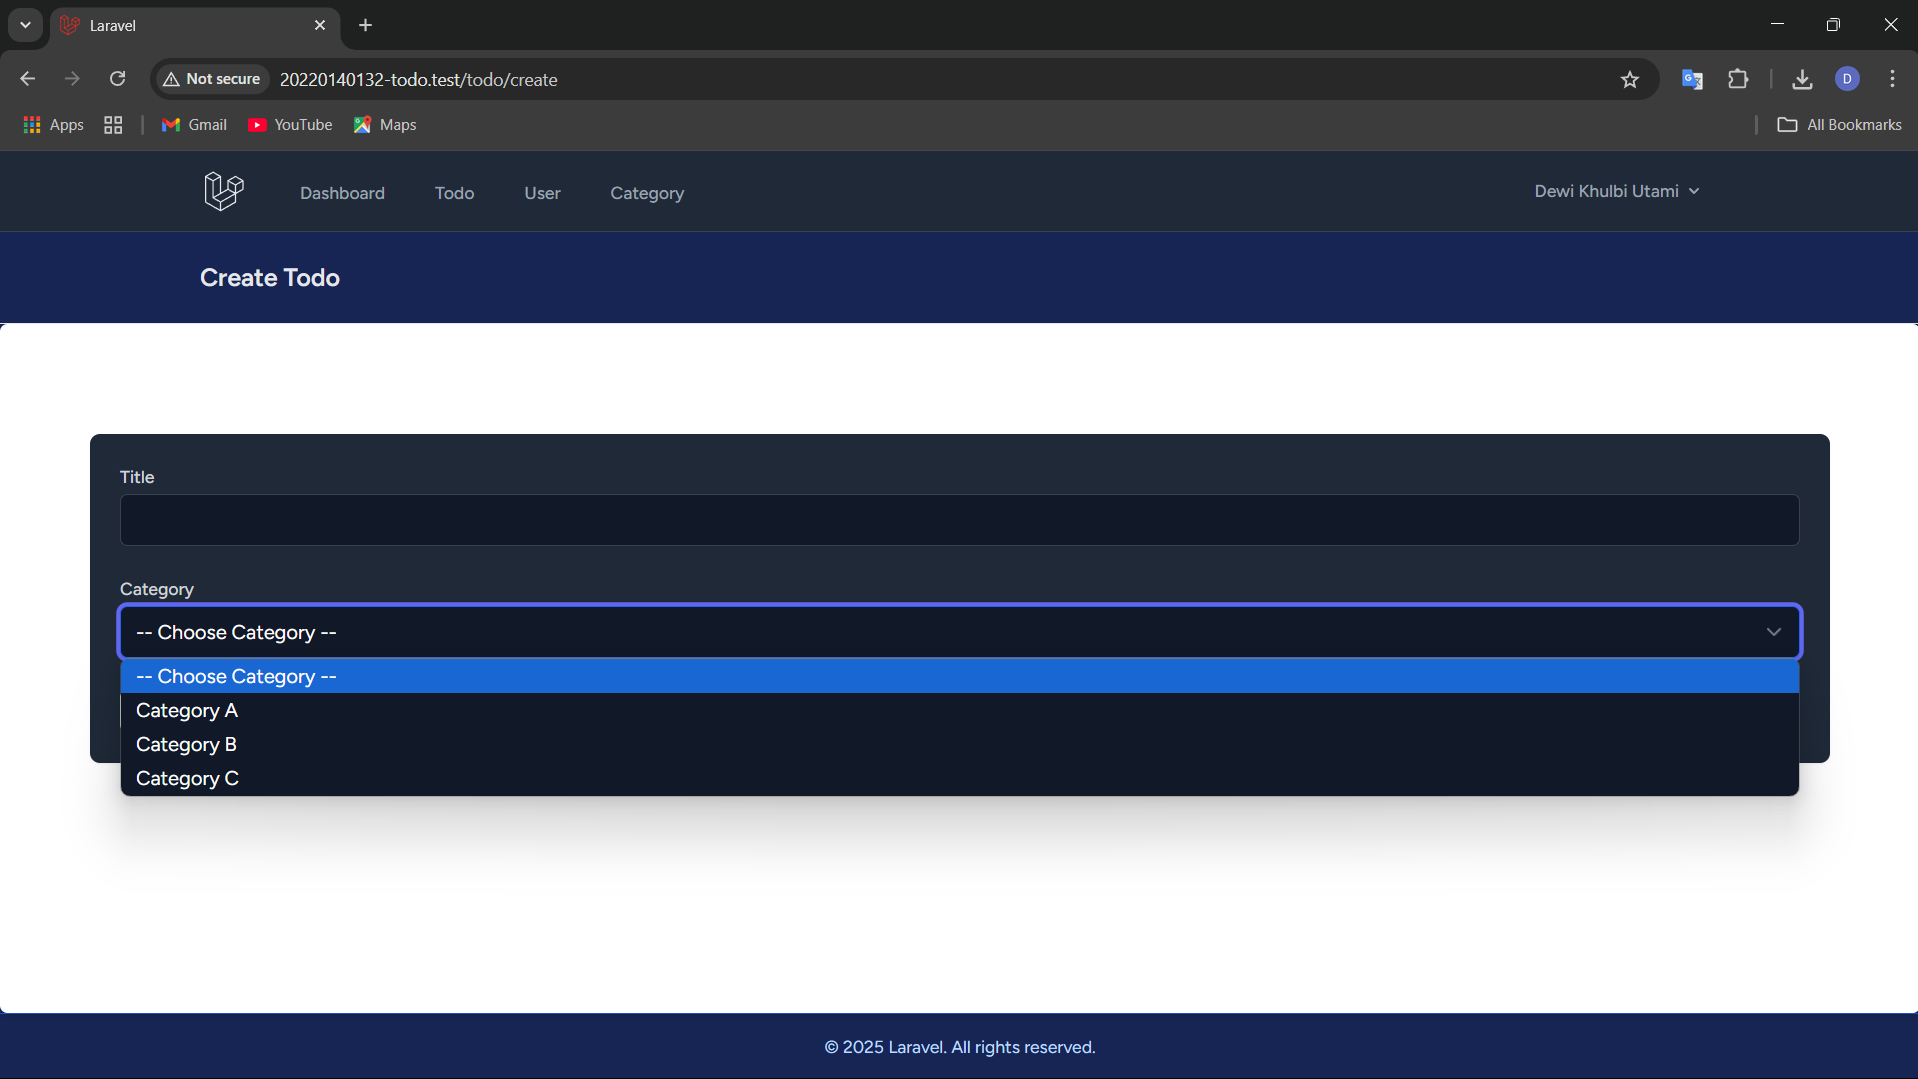 Laravel
Not secure 20220140132-todo.test/todo/create D
Apps Gmail YouTube Maps All Bookmarks
Dashboard Todo User Category Dewi Khulbi Utami
Create Todo
Title
Category
-- Choose Category --
-- Choose Category --
Category A
Category B
Category C
© 2025 Laravel. All rights reserved.